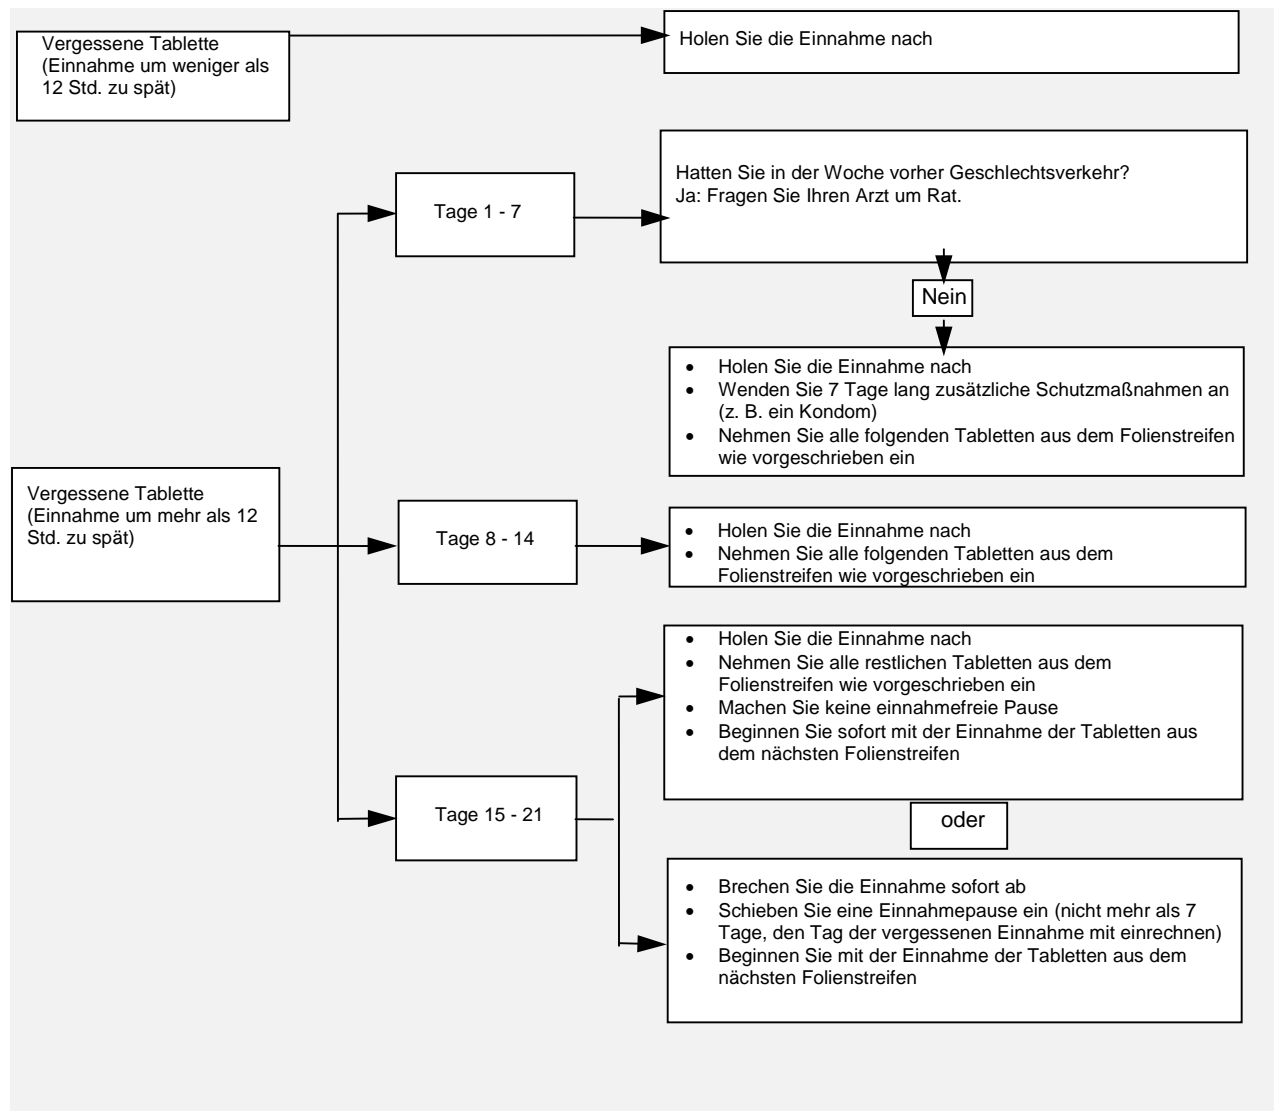 Vergessene Tablette
(Einnahme um weniger als
12 Std. zu spät)
Holen Sie die Einnahme nach
Hatten Sie in der Woche vorher Geschlechtsverkehr?
Ja: Fragen Sie Ihren Arzt um Rat.
Tage 1 - 7
Nein
• Holen Sie die Einnahme nach
• Wenden Sie 7 Tage lang zusätzliche Schutzmaßnahmen an
(z. B. ein Kondom)
• Nehmen Sie alle folgenden Tabletten aus dem Folienstreifen
wie vorgeschrieben ein
Vergessene Tablette
(Einnahme um mehr als 12
Std. zu spät)
Tage 8 - 14
• Holen Sie die Einnahme nach
• Nehmen Sie alle folgenden Tabletten aus dem
Folienstreifen wie vorgeschrieben ein
• Holen Sie die Einnahme nach
• Nehmen Sie alle restlichen Tabletten aus dem
Folienstreifen wie vorgeschrieben ein
• Machen Sie keine einnahmefreie Pause
• Beginnen Sie sofort mit der Einnahme der Tabletten aus
dem nächsten Folienstreifen
Tage 15 - 21
oder
• Brechen Sie die Einnahme sofort ab
• Schieben Sie eine Einnahmepause ein (nicht mehr als 7
Tage, den Tag der vergessenen Einnahme mit einrechnen)
• Beginnen Sie mit der Einnahme der Tabletten aus dem
nächsten Folienstreifen